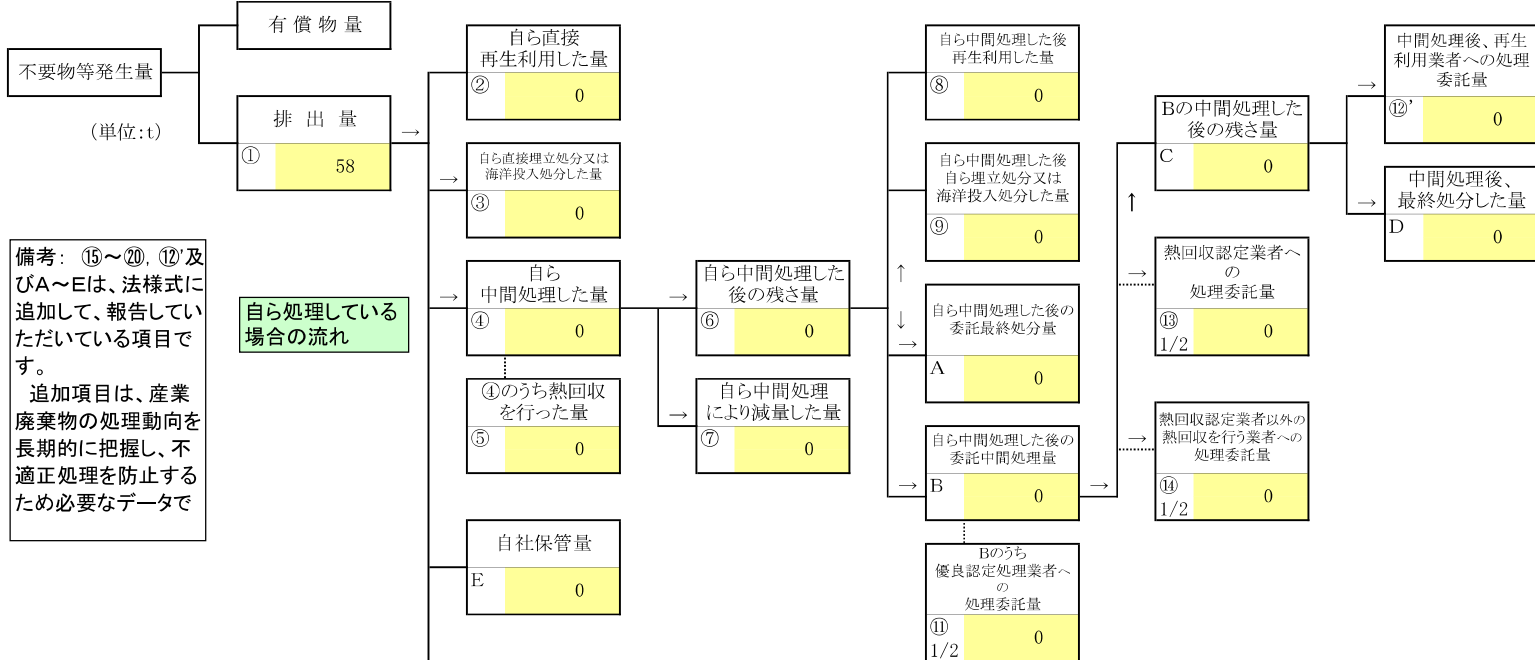 有償物量
不要物等発生量
（単位：t）
排出量
①
58
→
自ら直接
再生利用した量
②
0
→
自ら直接埋立処分又は
海洋投入処分した量
③
0
→
自ら
中間処理した量
④
0
④のうち熱回収
を行った量
⑤
0
自社保管量
E
0
備考： ⑮～⑳, ⑫'及
びA～Eは、法様式に
追加して、報告してい
ただいている項目で
す。
追加項目は、産業
廃棄物の処理動向を
長期的に把握し、不
適正処理を防止する
ため必要なデータで
自ら処理している
場合の流れ
→
自ら中間処理した
後の残さ量
⑥
0
→
自ら中間処理
により減量した量
⑦
0
自ら中間処理した後
再生利用した量
⑧
0
自ら中間処理した後
自ら埋立処分又は
海洋投入処分した量
⑨
0
↑
↓
→
自ら中間処理した後の
委託最終処分量
A
0
→
自ら中間処理した後の
委託中間処理量
B
0
→
Bのうち
優良認定処理業者へ
の
処理委託量
⑪
1/2
0
Bの中間処理した
後の残さ量
C
0
↑
→
熱回収認定業者へ
の
処理委託量
⑬
1/2
0
→
熱回収認定業者以外の
熱回収を行う業者への
処理委託量
⑭
1/2
0
→
中間処理後、再生
利用業者への処理
委託量
⑫'
0
→
中間処理後、
最終処分した量
D
0